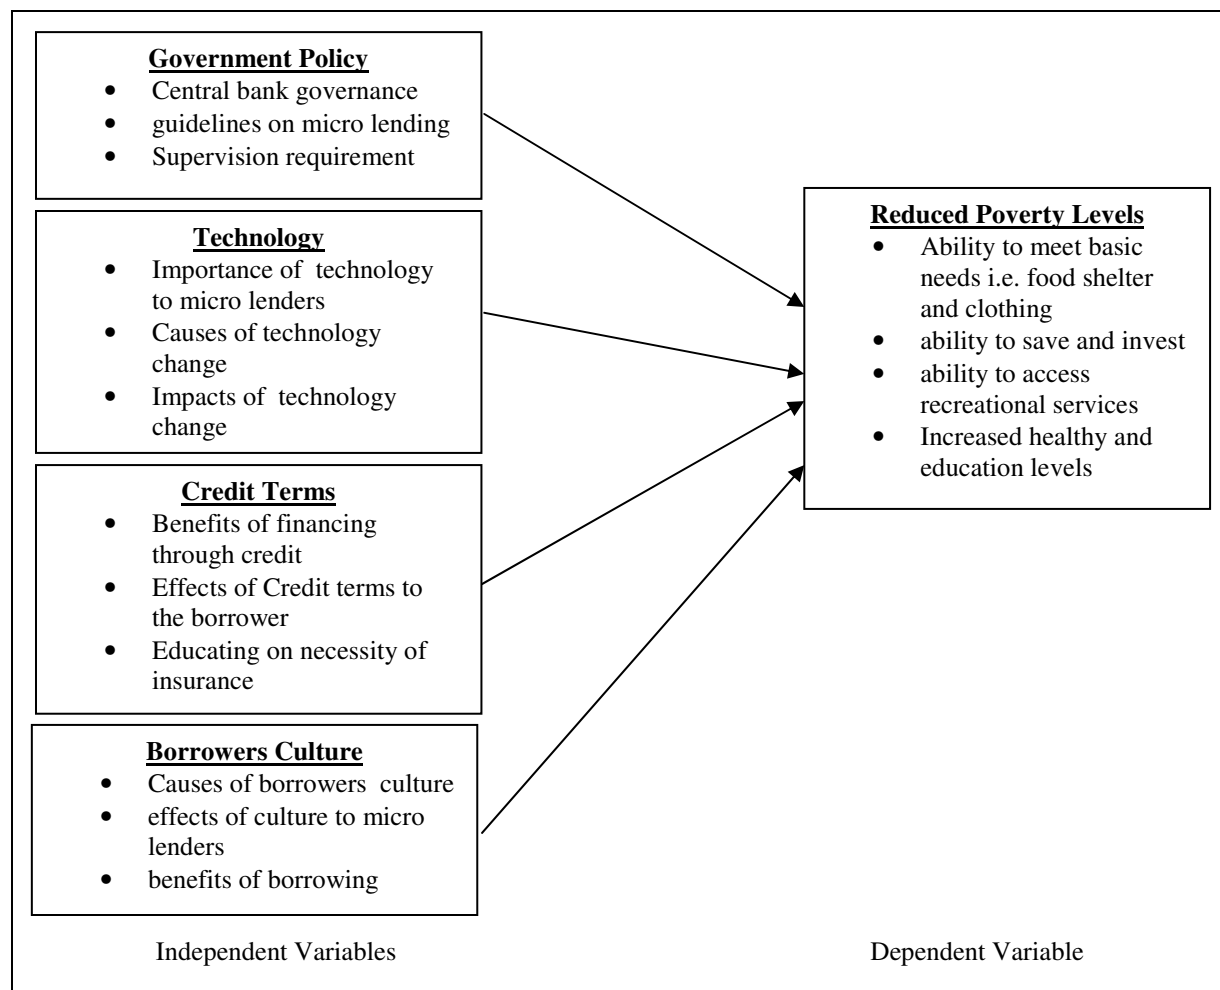 Government Policy
• Central bank governance
• guidelines on micro lending
• Supervision requirement
Technology
• Importance of technology
to micro lenders
• Causes of technology
change
• Impacts of technology
change
Credit Terms
• Benefits of financing
through credit
• Effects of Credit terms to
the borrower
• Educating on necessity of
insurance
Borrowers Culture
• Causes of borrowers culture
• effects of culture to micro
lenders
• benefits of borrowing
Independent Variables
Reduced Poverty Levels
• Ability to meet basic
needs i.e. food shelter
and clothing
• ability to save and invest
• ability to access
recreational services
• Increased healthy and
education levels
Dependent Variable